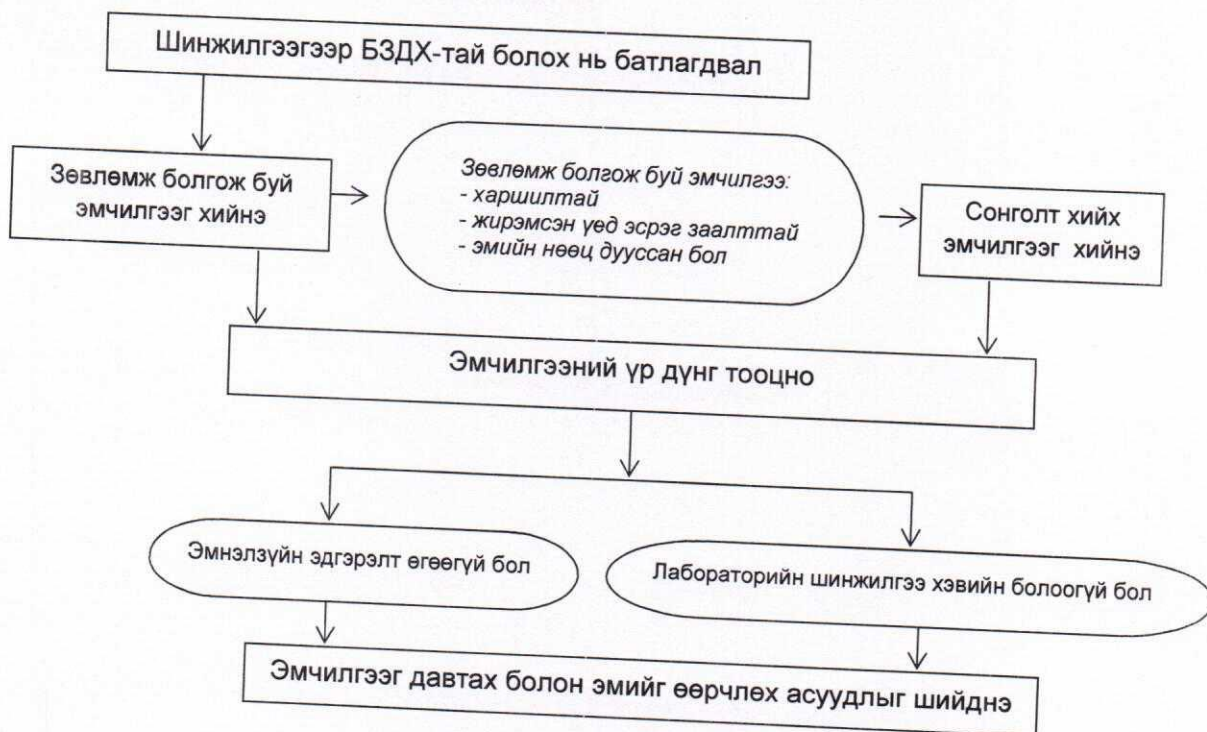 Шинжилгээгээр БЗДХ-тай болох нь батлагдвал
Зөвлөмж болгож буй
эмчилгээг хийнэ
Зөвлөмж болгож буй эмчилгээ:
- харшилтай
- жирэмсэн үед эсрэг заалттай
- эмийн нөөц дууссан бол
Сонголт хийх
эмчилгээг хийнэ
Эмчилгээний үр дүнг тооцно
Эмнэлзүйн эдгэрэлт өгөөгүй бол
Лабораторийн шинжилгээ хэвийн болоогүй бол
Эмчилгээг давтах болон эмийг өөрчлөх асуудлыг шийднэ